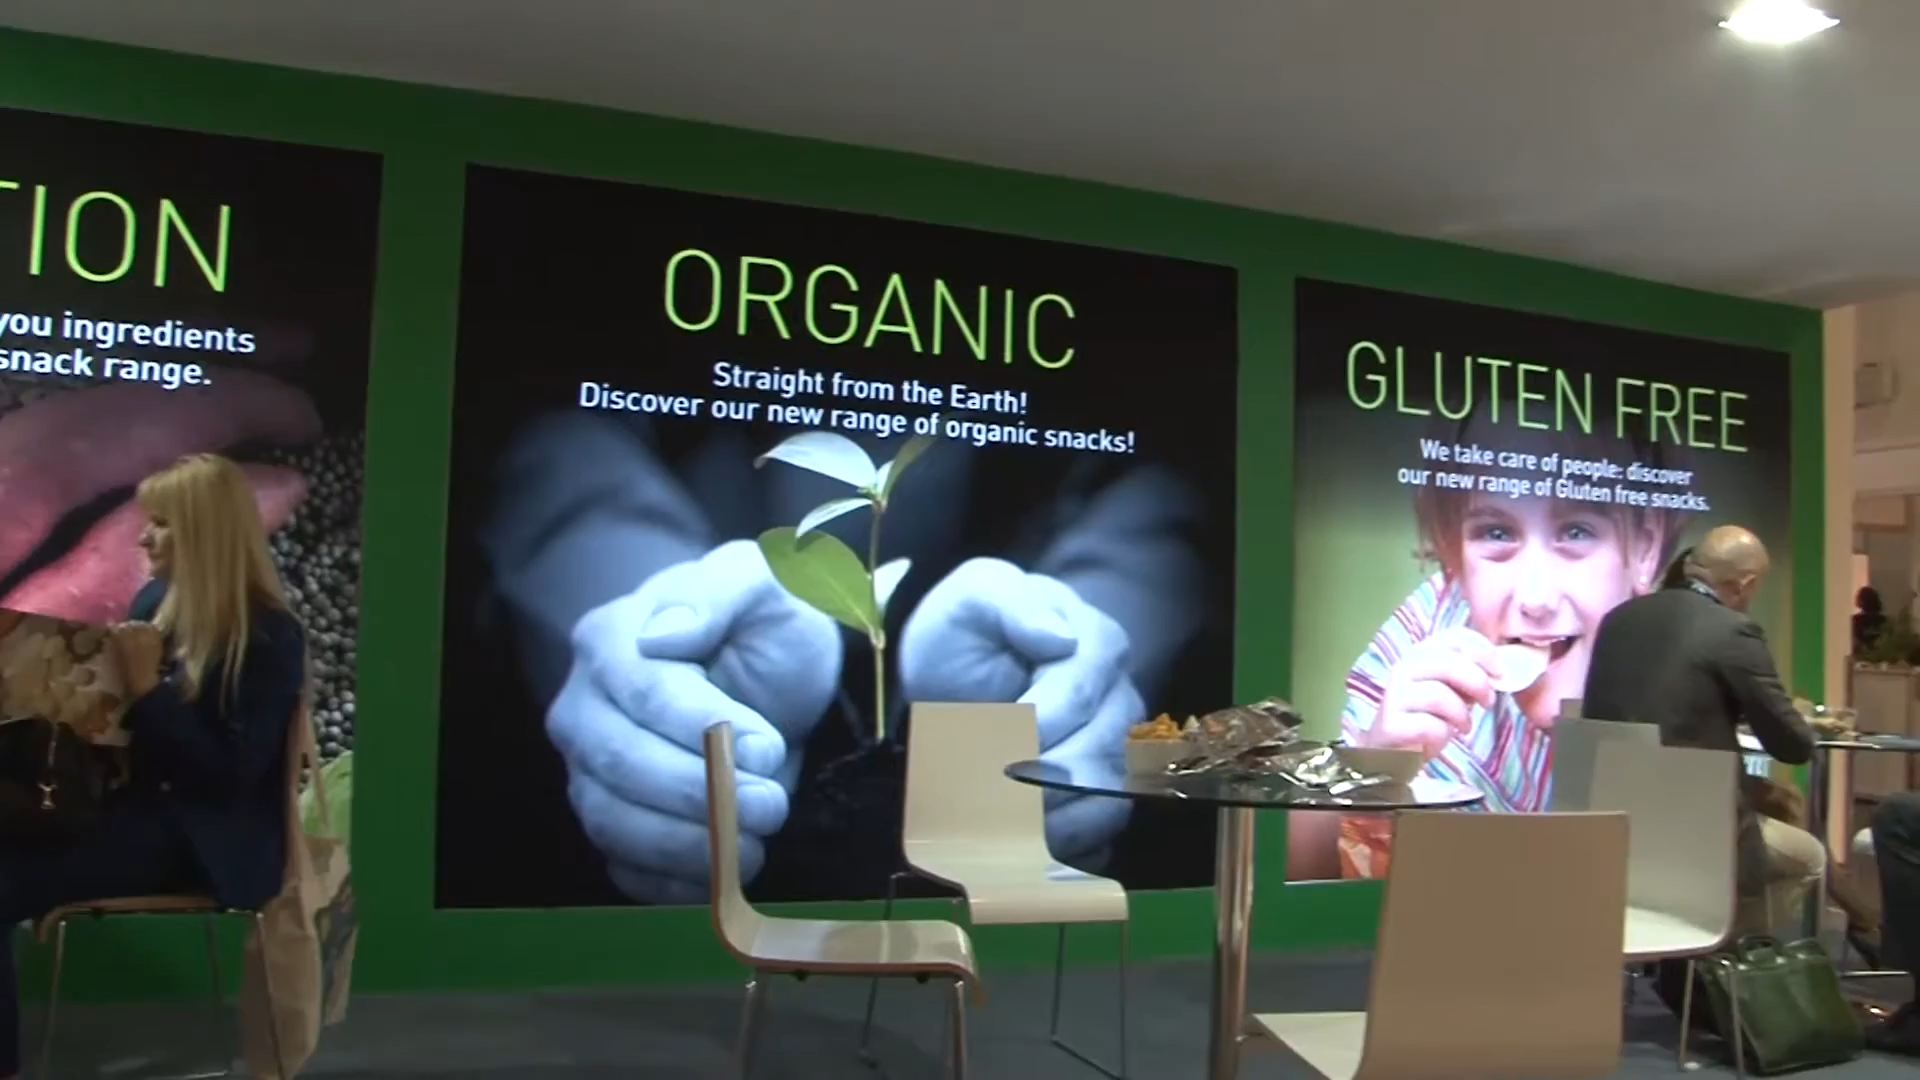 TION
you ingredients
snack range.
ORGANIC
Straight from the Earth!
Discover our new range of organic snacks!
GLUTEN FREE
We take care of people: discover
our new range of Gluten free snacks.